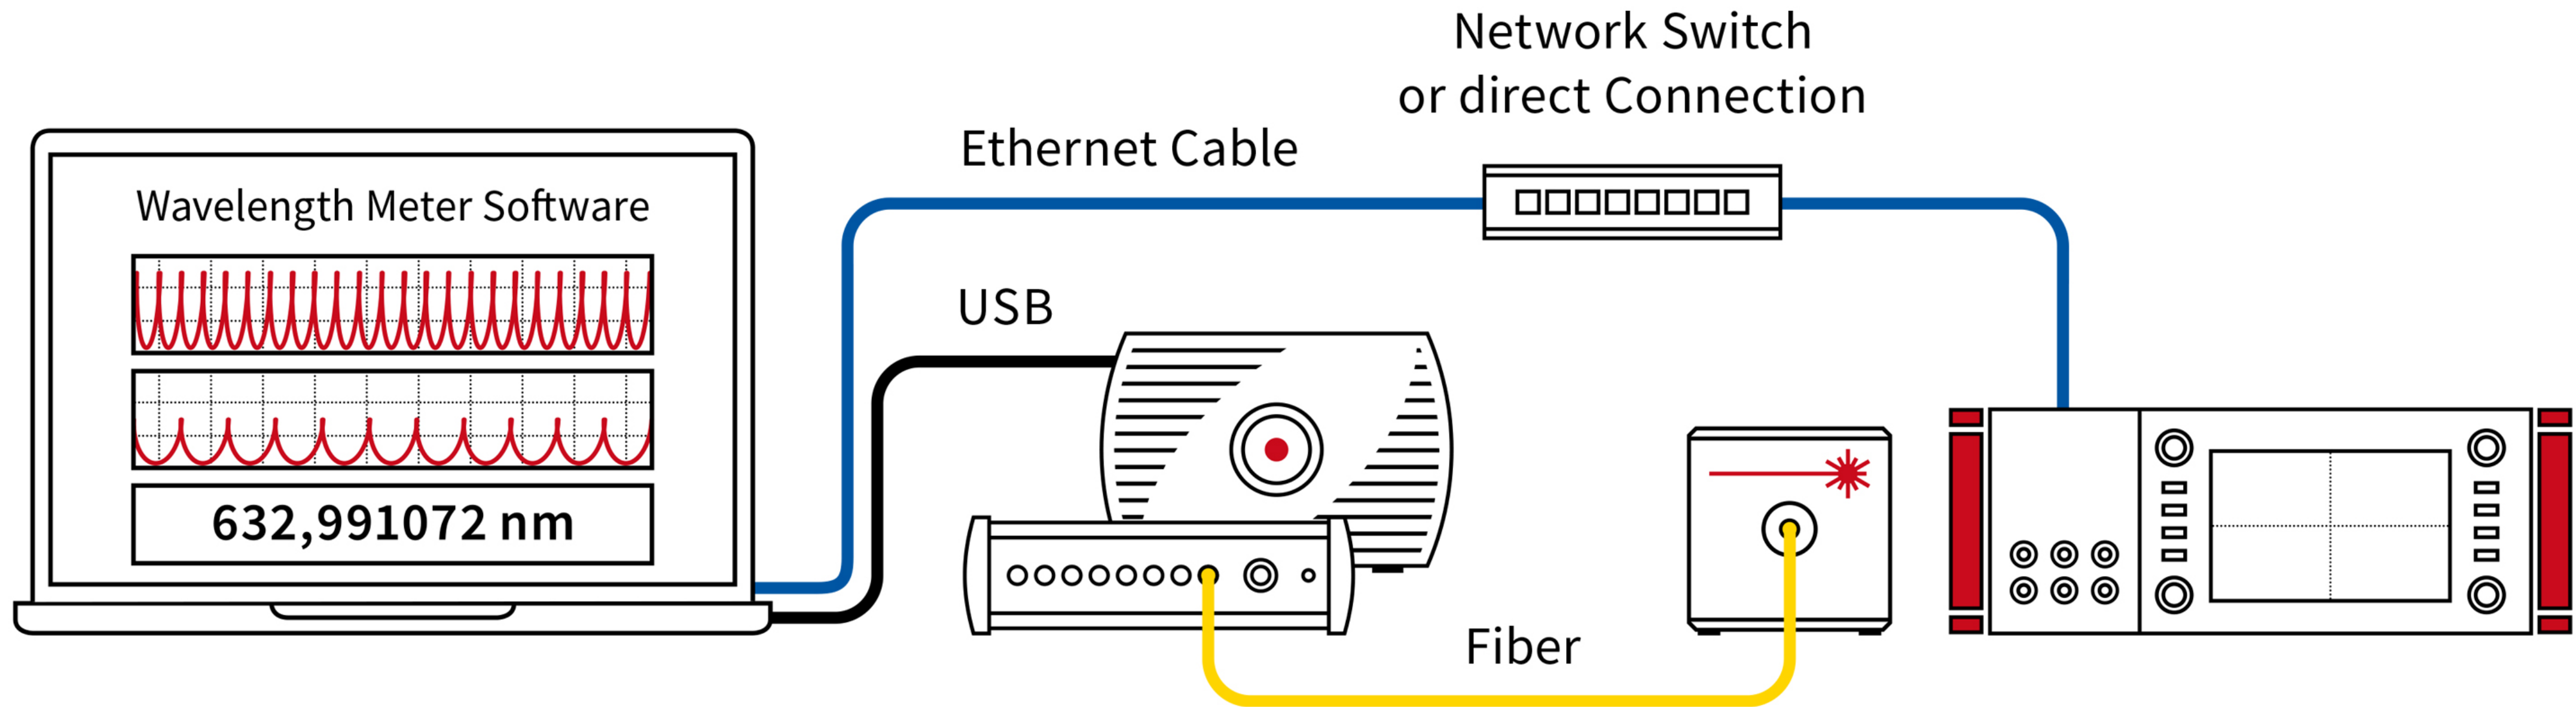 Network Switch
or direct Connection
Ethernet Cable
Wavelength Meter Software
USB
632,991072 nm
Fiber